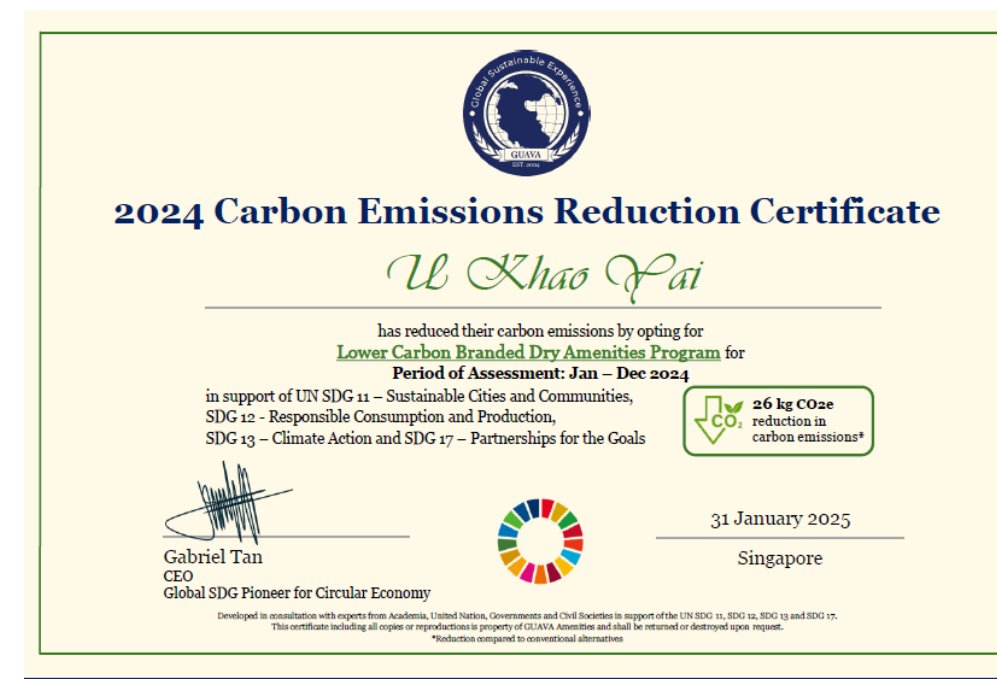 Global Sustainable Experience
GUAVA
EST. 2004
2024 Carbon Emissions Reduction Certificate
U Khao Yai
has reduced their carbon emissions by opting for
Lower Carbon Branded Dry Amenities Program for
Period of Assessment: Jan – Dec 2024
in support of UN SDG 11 – Sustainable Cities and Communities,
SDG 12 - Responsible Consumption and Production,
SDG 13 – Climate Action and SDG 17 – Partnerships for the Goals
CO₂
26 kg CO2e
reduction in
carbon emissions*
Gabriel Tan
CEO
Global SDG Pioneer for Circular Economy
31 January 2025
Singapore
Developed in consultation with experts from Academia, United Nation, Governments and Civil Societies in support of the UN SDG 11, SDG 12, SDG 13 and SDG 17.
This certificate including all copies or reproductions is property of GUAVA Amenities and shall be returned or destroyed upon request.
*Reduction compared to conventional alternatives